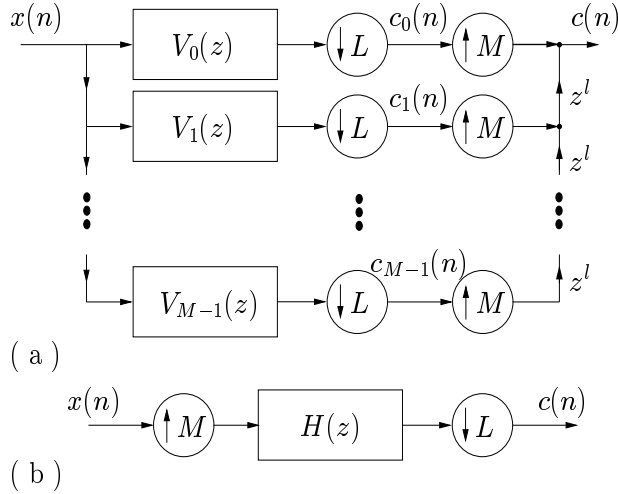 x(n) V_0(z) ↓ L c_0(n) ↑ M c(n)
z^l
V_1(z) ↓ L c_1(n) ↑ M
z^l
V_{M−1}(z) ↓ L c_{M−1}(n) ↑ M z^l
( a )
x(n) ↑ M H(z) ↓ L c(n)
( b )